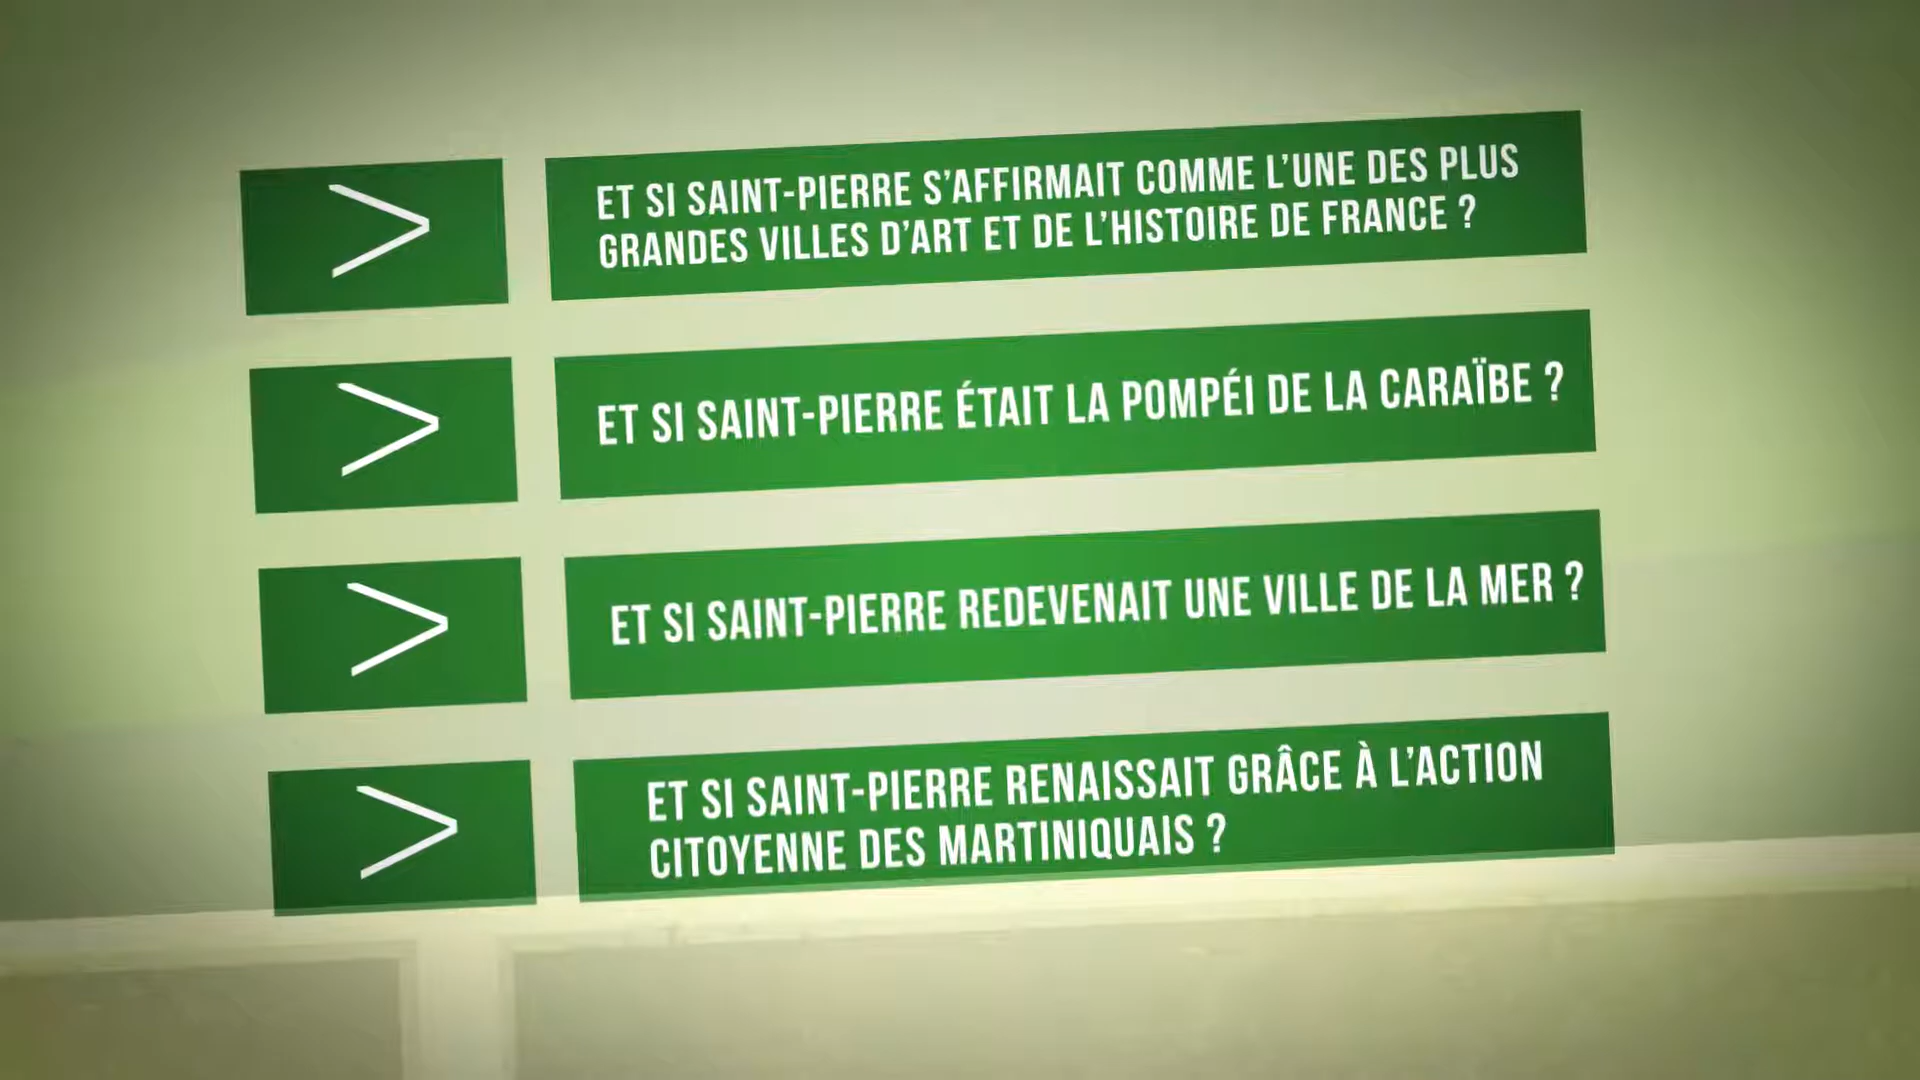 ET SI SAINT-PIERRE S'AFFIRMAIT COMME L'UNE DES PLUS
GRANDES VILLES D'ART ET DE L'HISTOIRE DE FRANCE ?
ET SI SAINT-PIERRE ÉTAIT LA POMPÉI DE LA CARAÏBE ?
ET SI SAINT-PIERRE REDEVENAIT UNE VILLE DE LA MER ?
ET SI SAINT-PIERRE RENAISSAIT GRÂCE À L'ACTION
CITOYENNE DES MARTINIQUAIS ?